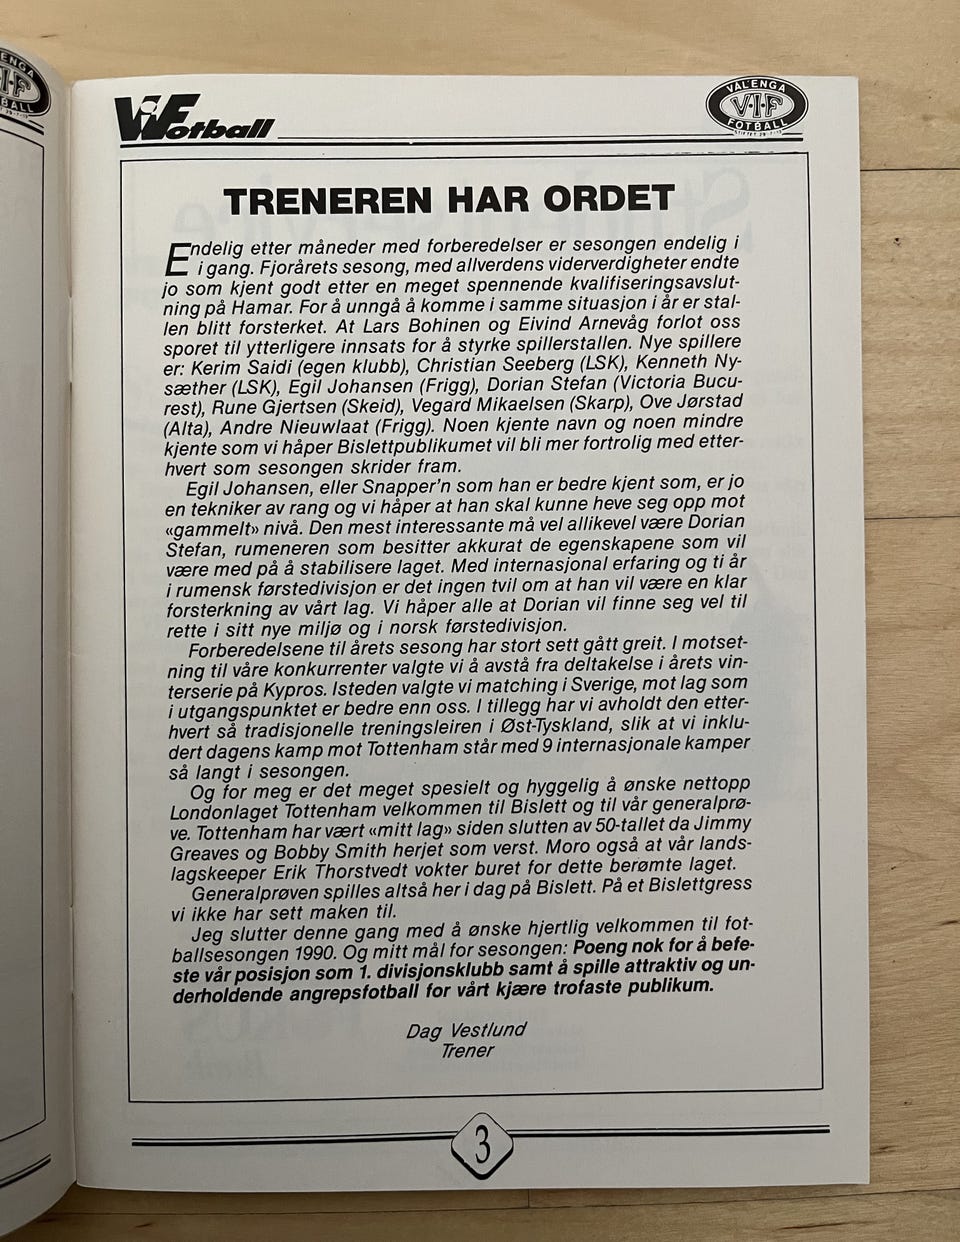 ENGA
V·I·F
BALL
VIFotball
VÅLENGA
V·I·F
FOTBALL
STIFTET 29-7-13
TRENEREN HAR ORDET
Endelig etter måneder med forberedelser er sesongen endelig i
i gang. Fjorårets sesong, med allverdens viderverdigheter endte
jo som kjent godt etter en meget spennende kvalifiseringsavslut-
ning på Hamar. For å unngå å komme i samme situasjon i år er stal-
len blitt forsterket. At Lars Bohinen og Eivind Arnevåg forlot oss
sporet til ytterligere innsats for å styrke spillerstallen. Nye spillere
er: Kerim Saidi (egen klubb), Christian Seeberg (LSK), Kenneth Ny-
sæther (LSK), Egil Johansen (Frigg), Dorian Stefan (Victoria Bucu-
rest), Rune Gjertsen (Skeid), Vegard Mikaelsen (Skarp), Ove Jørstad
(Alta), Andre Nieuwlaat (Frigg). Noen kjente navn og noen mindre
kjente som vi håper Bislettpublikumet vil bli mer fortrolig med etter-
hvert som sesongen skrider fram.
Egil Johansen, eller Snapper'n som han er bedre kjent som, er jo
en tekniker av rang og vi håper at han skal kunne heve seg opp mot
«gammelt» nivå. Den mest interessante må vel allikevel være Dorian
Stefan, rumeneren som besitter akkurat de egenskapene som vil
være med på å stabilisere laget. Med internasjonal erfaring og ti år
i rumensk førstedivisjon er det ingen tvil om at han vil være en klar
forsterkning av vårt lag. Vi håper alle at Dorian vil finne seg vel til
rette i sitt nye miljø og i norsk førstedivisjon.
Forberedelsene til årets sesong har stort sett gått greit. I motset-
ning til våre konkurrenter valgte vi å avstå fra deltakelse i årets vin-
terserie på Kypros. Isteden valgte vi matching i Sverige, mot lag som
i utgangspunktet er bedre enn oss. I tillegg har vi avholdt den etter-
hvert så tradisjonelle treningsleiren i Øst-Tyskland, slik at vi inklu-
dert dagens kamp mot Tottenham står med 9 internasjonale kamper
så langt i sesongen.
Og for meg er det meget spesielt og hyggelig å ønske nettopp
Londonlaget Tottenham velkommen til Bislett og til vår generalprø-
ve. Tottenham har vært «mitt lag» siden slutten av 50-tallet da Jimmy
Greaves og Bobby Smith herjet som verst. Moro også at vår lands-
lagskeeper Erik Thorstvedt vokter buret for dette berømte laget.
Generalprøven spilles altså her i dag på Bislett. På et Bislettgress
vi ikke har sett maken til.
Jeg slutter denne gang med å ønske hjertlig velkommen til fot-
ballsesongen 1990. Og mitt mål for sesongen: Poeng nok for å befe-
ste vår posisjon som 1. divisjonsklubb samt å spille attraktiv og un-
derholdende angrepsfotball for vårt kjære trofaste publikum.
Dag Vestlund
Trener
3